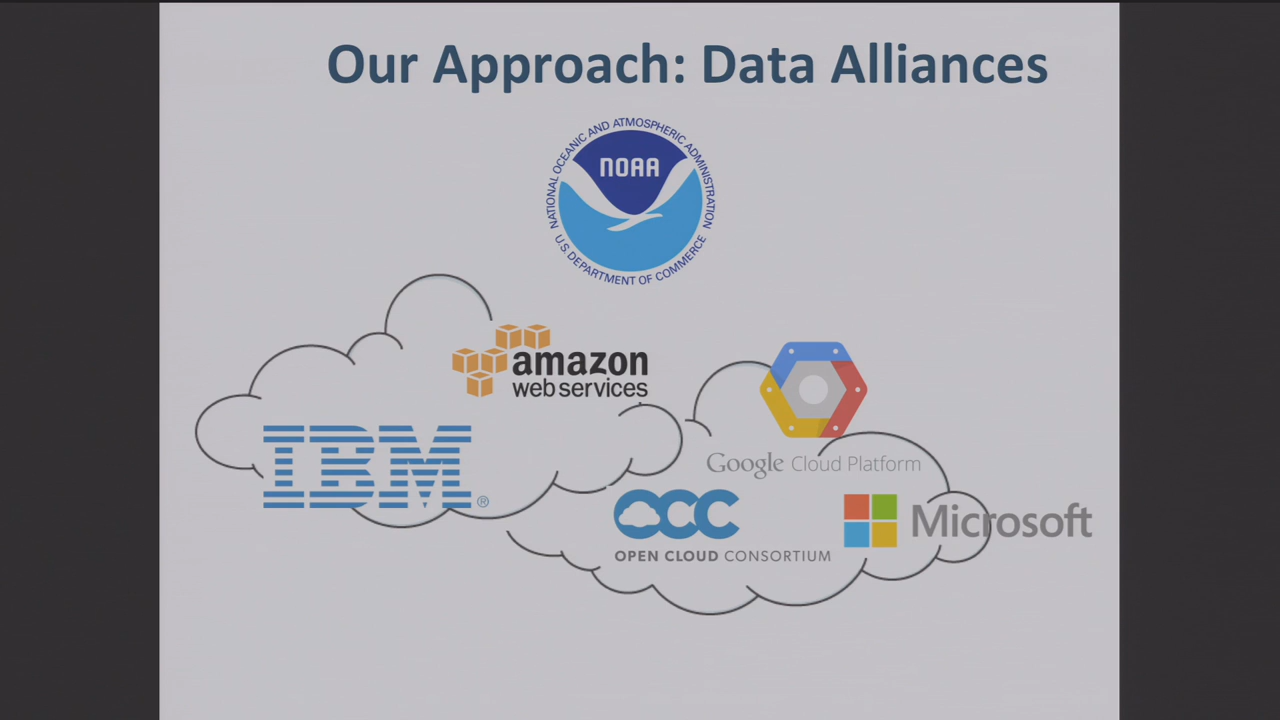 Our Approach: Data Alliances
NATIONAL OCEANIC AND ATMOSPHERIC ADMINISTRATION
NOAA
U.S. DEPARTMENT OF COMMERCE
amazon
web services
IBM®
Google Cloud Platform
OCC
OPEN CLOUD CONSORTIUM
Microsoft